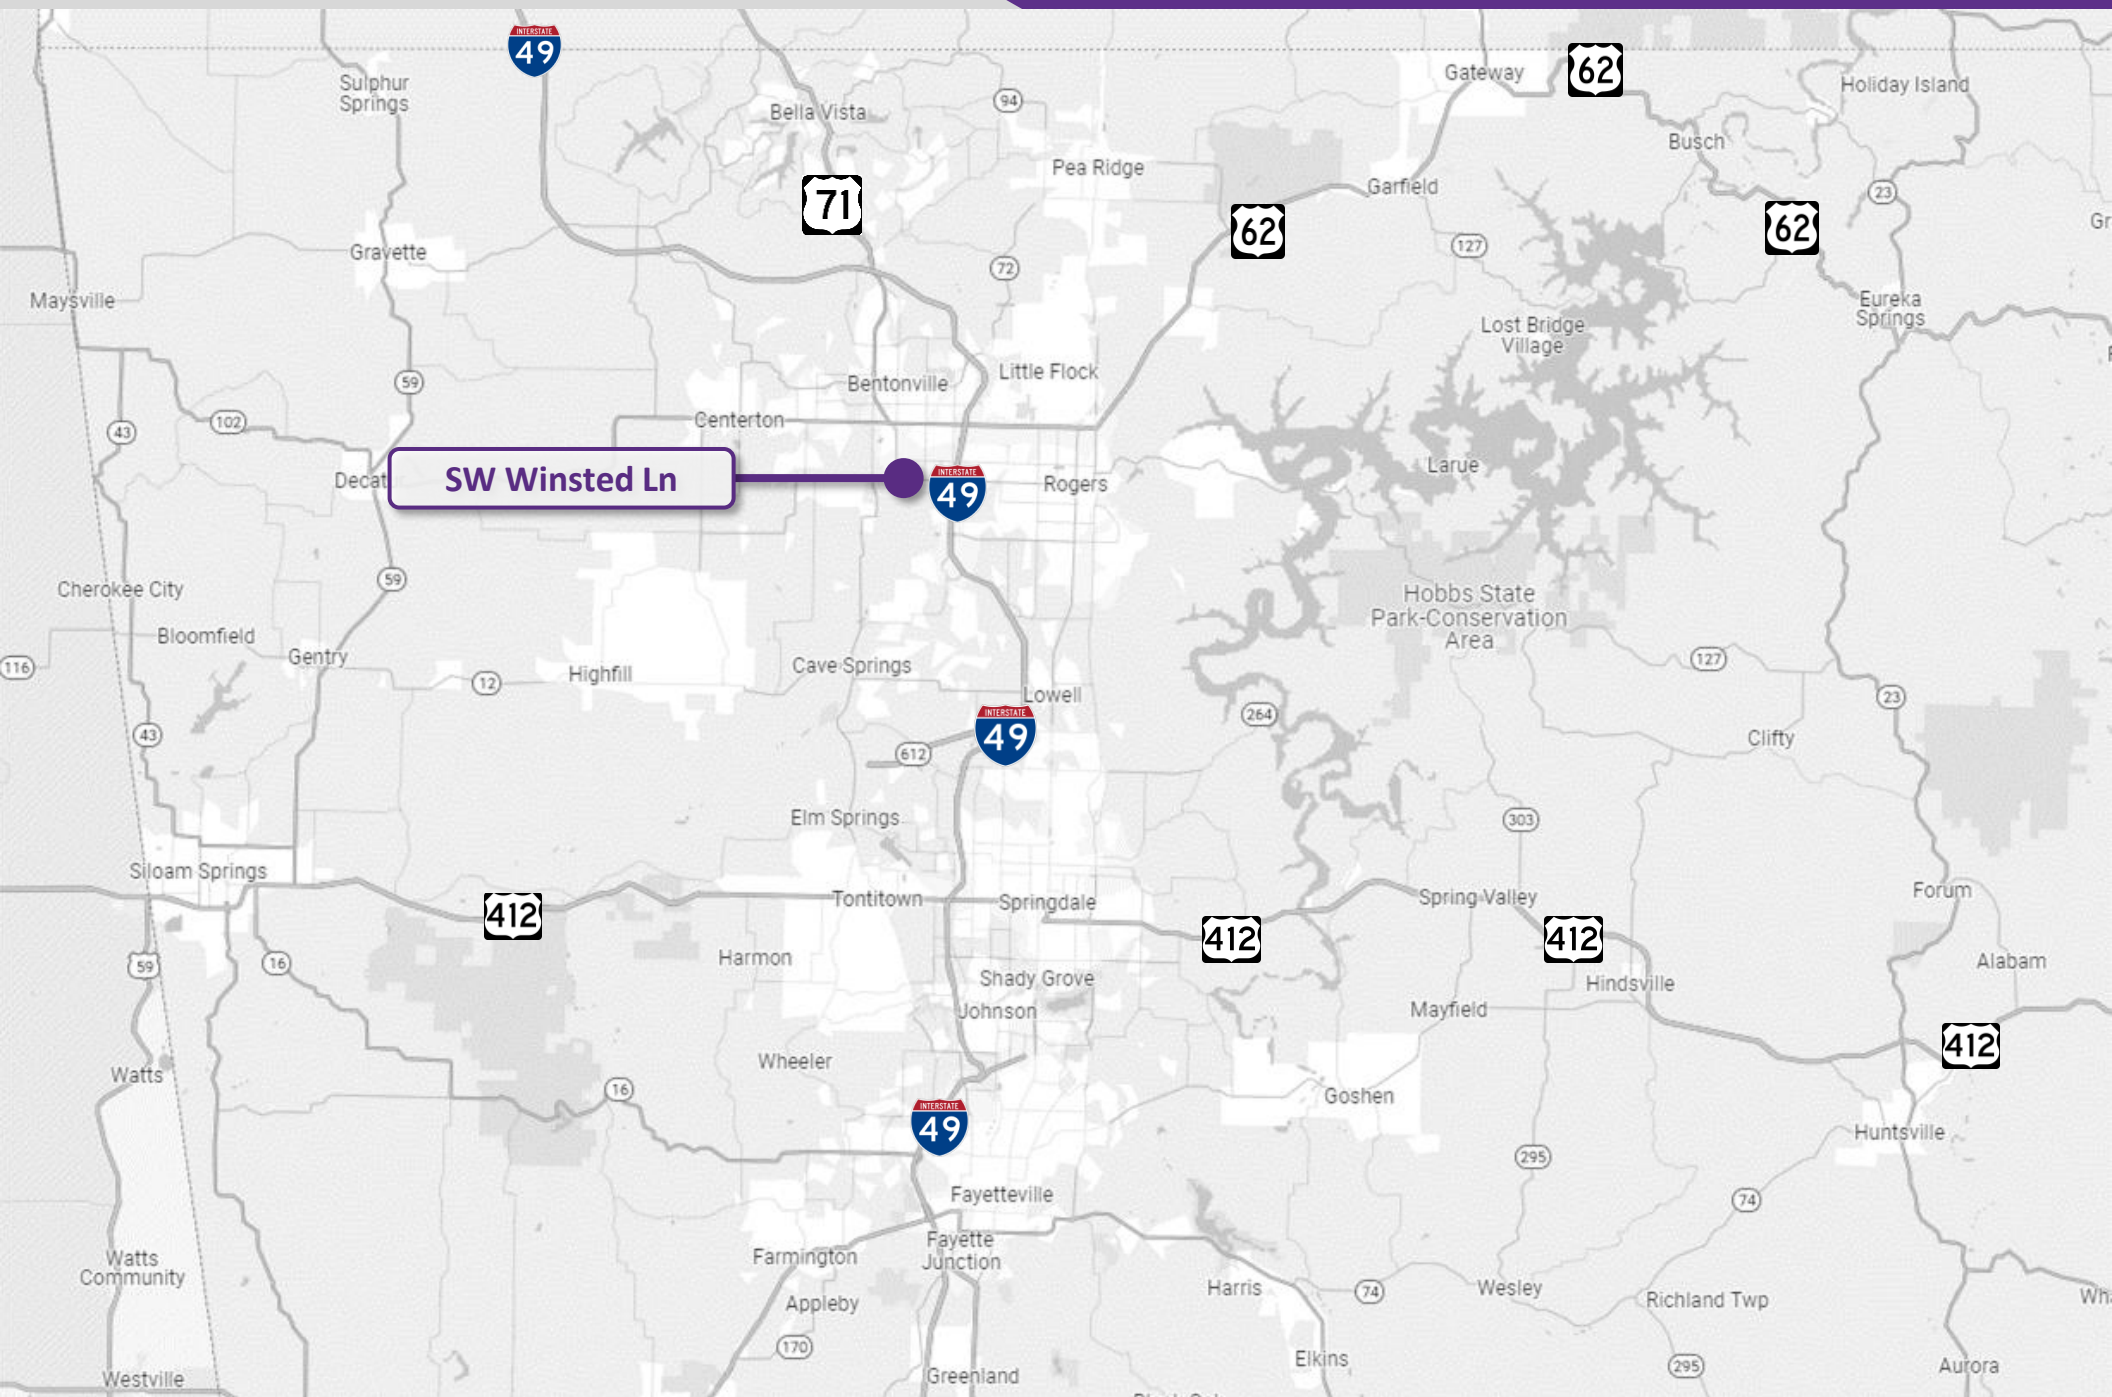 INTERSTATE
49
62
Gateway
Holiday Island
Sulphur
Springs
94
Bella Vista
Busch
Pea Ridge
Garfield
23
71
62
62
127
Gravette
72
Maysville
Eureka
Springs
Lost Bridge
Village
Little Flock
59
Bentonville
102
Centerton
43
Larue
SW Winsted Ln
INTERSTATE
49
Rogers
59
Cherokee City
Hobbs State
Park-Conservation
Area
Bloomfield
Gentry
127
116
Cave Springs
Highfill
12
Lowell
23
264
INTERSTATE
49
43
Clifty
612
Elm Springs
303
Siloam Springs
Forum
Tontitown
Springdale
Spring Valley
412
412
412
Harmon
Alabam
59
16
Shady Grove
Hindsville
Johnson
Mayfield
412
Wheeler
Watts
16
Goshen
INTERSTATE
49
Huntsville
295
Fayetteville
74
Fayette
Junction
Farmington
Watts
Community
Harris
74
Wesley
Richland Twp
Appleby
170
Elkins
295
Aurora
Greenland
Westville